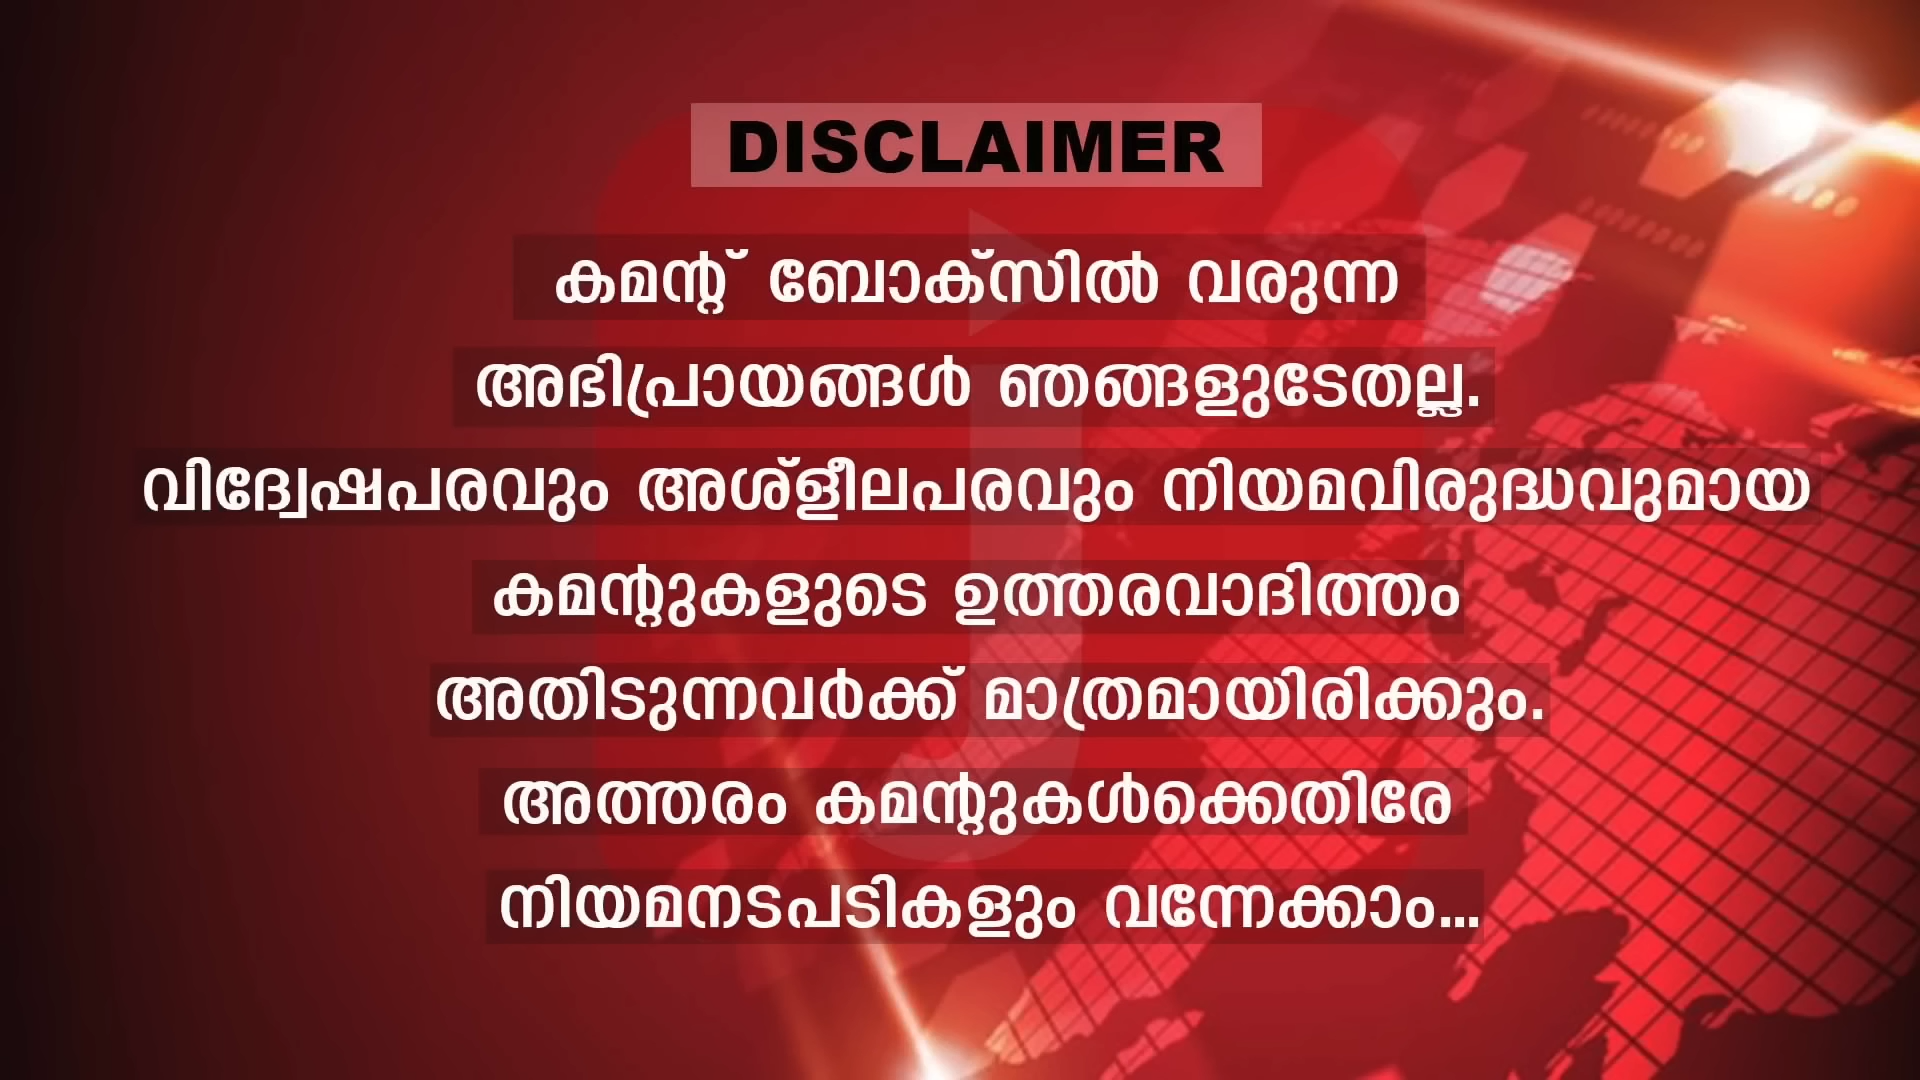 DISCLAIMER
കമന്റ് ബോക്സിൽ വരുന്ന
അഭിപ്രായങ്ങൾ ഞങ്ങളുടേതല്ല.
വിദ്വേഷപരവും അശ്ളീലപരവും നിയമവിരുദ്ധവുമായ
കമന്റുകളുടെ ഉത്തരവാദിത്തം
അതിടുന്നവർക്ക് മാത്രമായിരിക്കും.
അത്തരം കമന്റുകൾക്കെതിരേ
നിയമനടപടികളും വന്നേക്കാം...